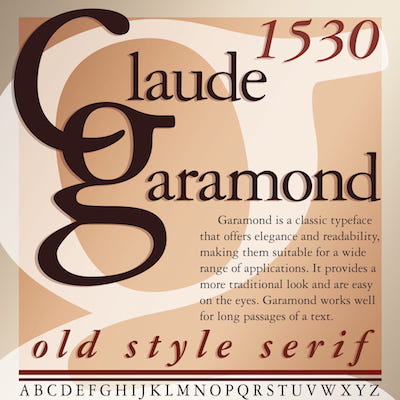 1530
Claude
garamond
Garamond is a classic typeface
that offers elegance and readability,
making them suitable for a wide
range of applications. It provides a
more traditional look and are easy
on the eyes. Garamond works well
for long passages of a text.
old style serif
ABCDEFGHIJKLMNOPQRSTUVWXYZ